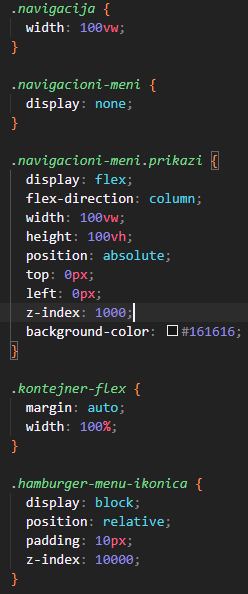 .navigacija {
width: 100vw;
}
.navigacioni-meni {
display: none;
}
.navigacioni-meni.prikazi {
display: flex;
flex-direction: column;
width: 100vw;
height: 100vh;
position: absolute;
top: 0px;
left: 0px;
z-index: 1000;
background-color: #161616;
}
.kontejner-flex {
margin: auto;
width: 100%;
}
.hamburger-menu-ikonica {
display: block;
position: relative;
padding: 10px;
z-index: 10000;
}